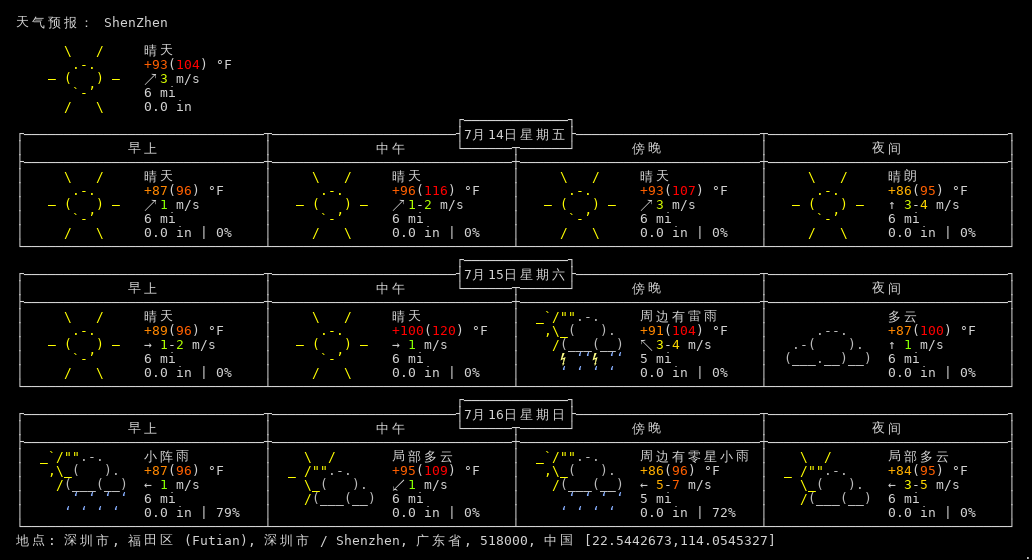 天气预报: ShenZhen
晴天
+93(104) °F
↗3 m/s
6 mi
0.0 in
7月14日星期五
早上 中午 傍晚 夜间
晴天 晴天 晴天 晴朗
+87(96) °F +96(116) °F +93(107) °F +86(95) °F
↗1 m/s ↗1-2 m/s ↗3 m/s ↑ 3-4 m/s
6 mi 6 mi 6 mi 6 mi
0.0 in | 0% 0.0 in | 0% 0.0 in | 0% 0.0 in | 0%
7月15日星期六
早上 中午 傍晚 夜间
晴天 晴天 周边有雷雨 多云
+89(96) °F +100(120) °F +91(104) °F +87(100) °F
→ 1-2 m/s → 1 m/s ↖3-4 m/s ↑ 1 m/s
6 mi 6 mi 5 mi 6 mi
0.0 in | 0% 0.0 in | 0% 0.0 in | 0% 0.0 in | 0%
7月16日星期日
早上 中午 傍晚 夜间
小阵雨 局部多云 周边有零星小雨 局部多云
+87(96) °F +95(109) °F +86(96) °F +84(95) °F
← 1 m/s ↙1 m/s ← 5-7 m/s ← 3-5 m/s
6 mi 6 mi 5 mi 6 mi
0.0 in | 79% 0.0 in | 0% 0.0 in | 72% 0.0 in | 0%
地点: 深圳市, 福田区 (Futian), 深圳市 / Shenzhen, 广东省, 518000, 中国 [22.5442673,114.0545327]